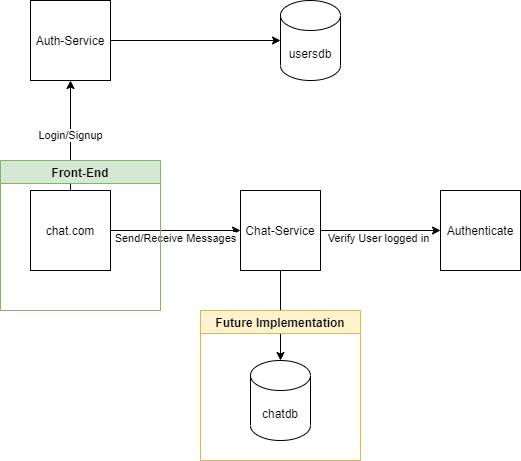 Auth-Service
usersdb
Login/Signup
Front-End
chat.com
Send/Receive Messages
Chat-Service
Verify User logged in
Authenticate
Future Implementation
chatdb